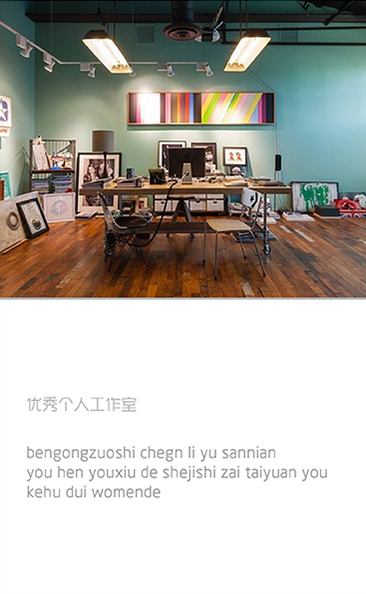 优秀个人工作室
bengongzuoshi chegn li yu sannian
you hen youxiu de shejishi zai taiyuan you
kehu dui womende